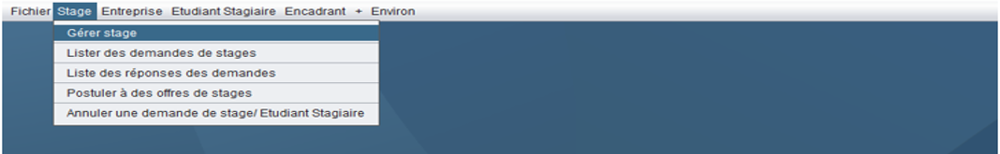 Fichier Stage Entreprise Etudiant Stagiaire Encadrant + Environ
Gérer stage
Lister des demandes de stages
Liste des réponses des demandes
Postuler à des offres de stages
Annuler une demande de stage/ Etudiant Stagiaire